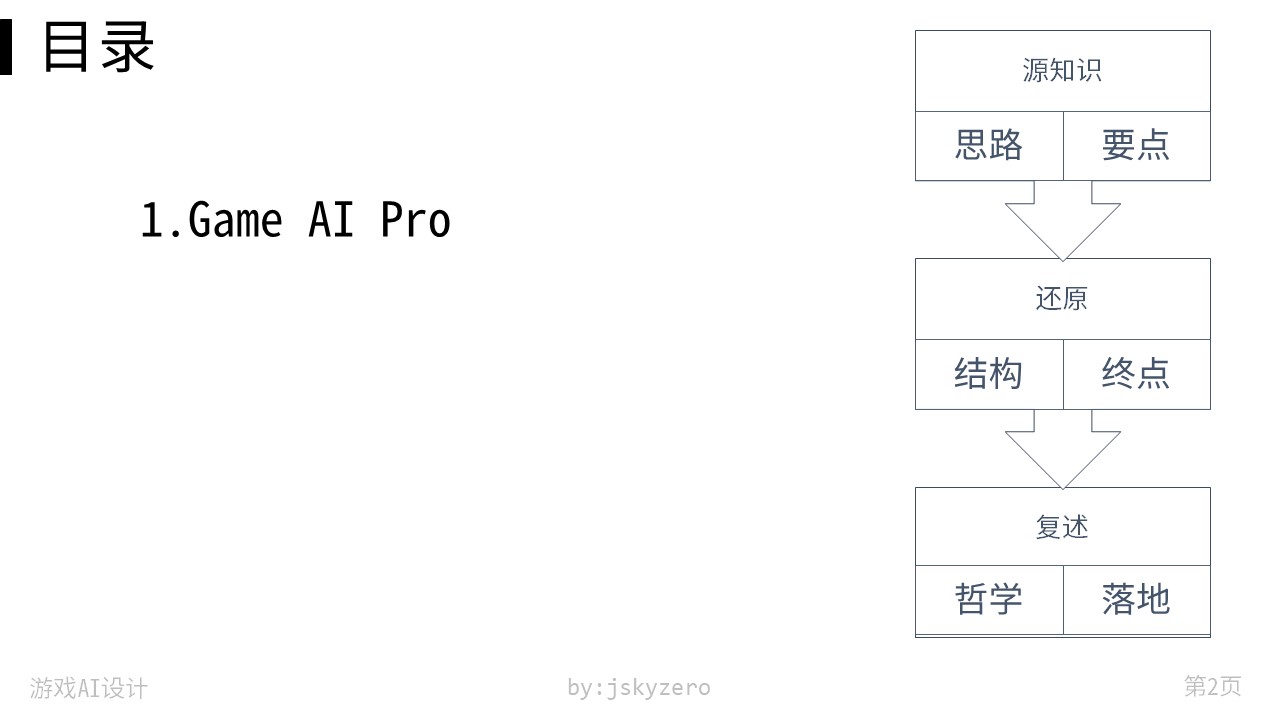 目录
1.Game AI Pro
源知识
思路 要点
还原
结构 终点
复述
哲学 落地
游戏AI设计 by:jskyzero 第2页